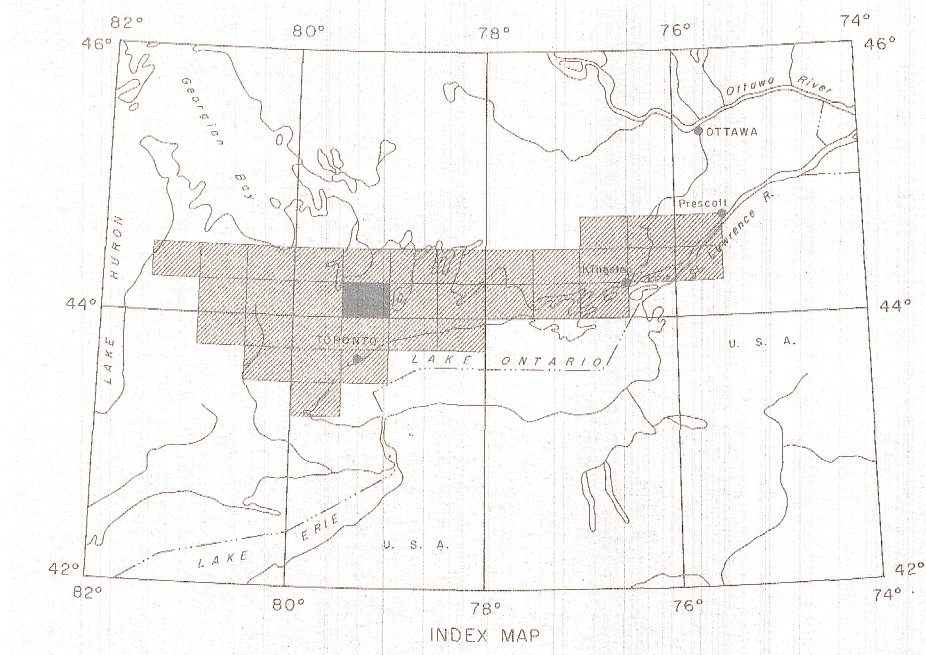 82° 80° 78° 76° 74°
46° 46°
Georgian Bay
Ottawa River
OTTAWA
Prescott
Lawrence R.
LAKE HURON
Kingston
44° 44°
TORONTO
LAKE ONTARIO
U. S. A.
LAKE ERIE
U. S. A.
42° 42°
82° 80° 78° 76° 74°
INDEX MAP